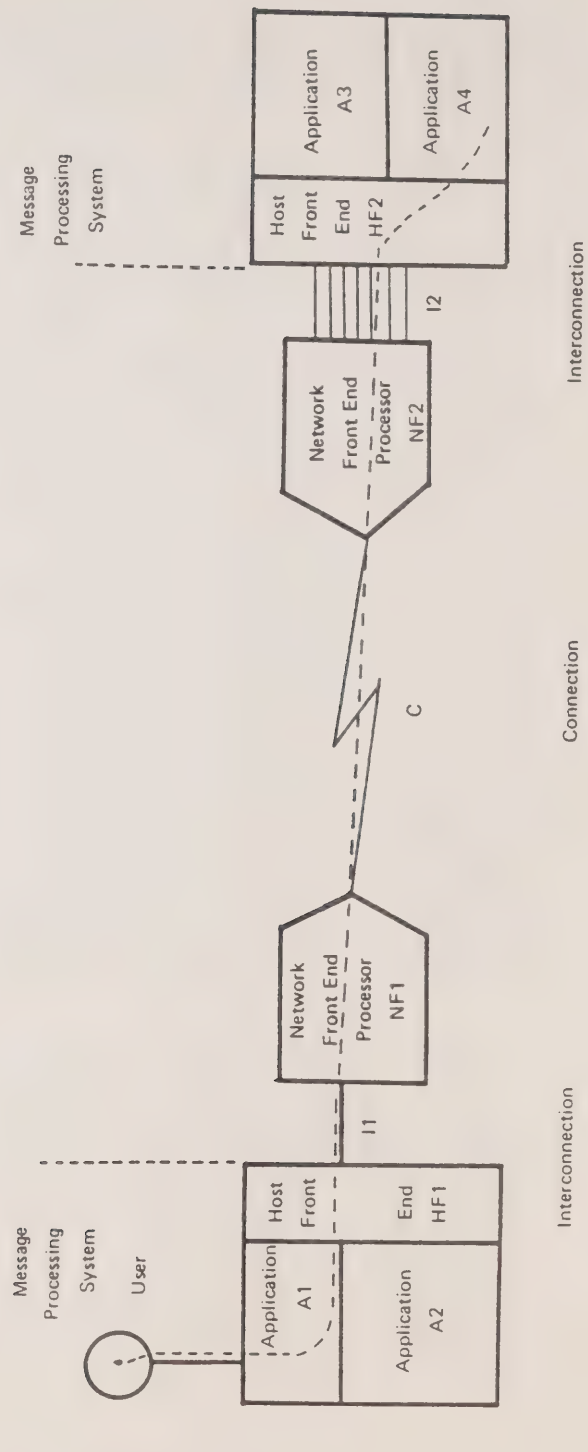 Message
Processing
System
User
Application
A1
Application
A2
Host
Front
End
HF1
I1
Interconnection
Network
Front End
Processor
NF1
C
Connection
Network
Front End
Processor
NF2
I2
Interconnection
Message
Processing
System
Host
Front
End
HF2
Application
A3
Application
A4